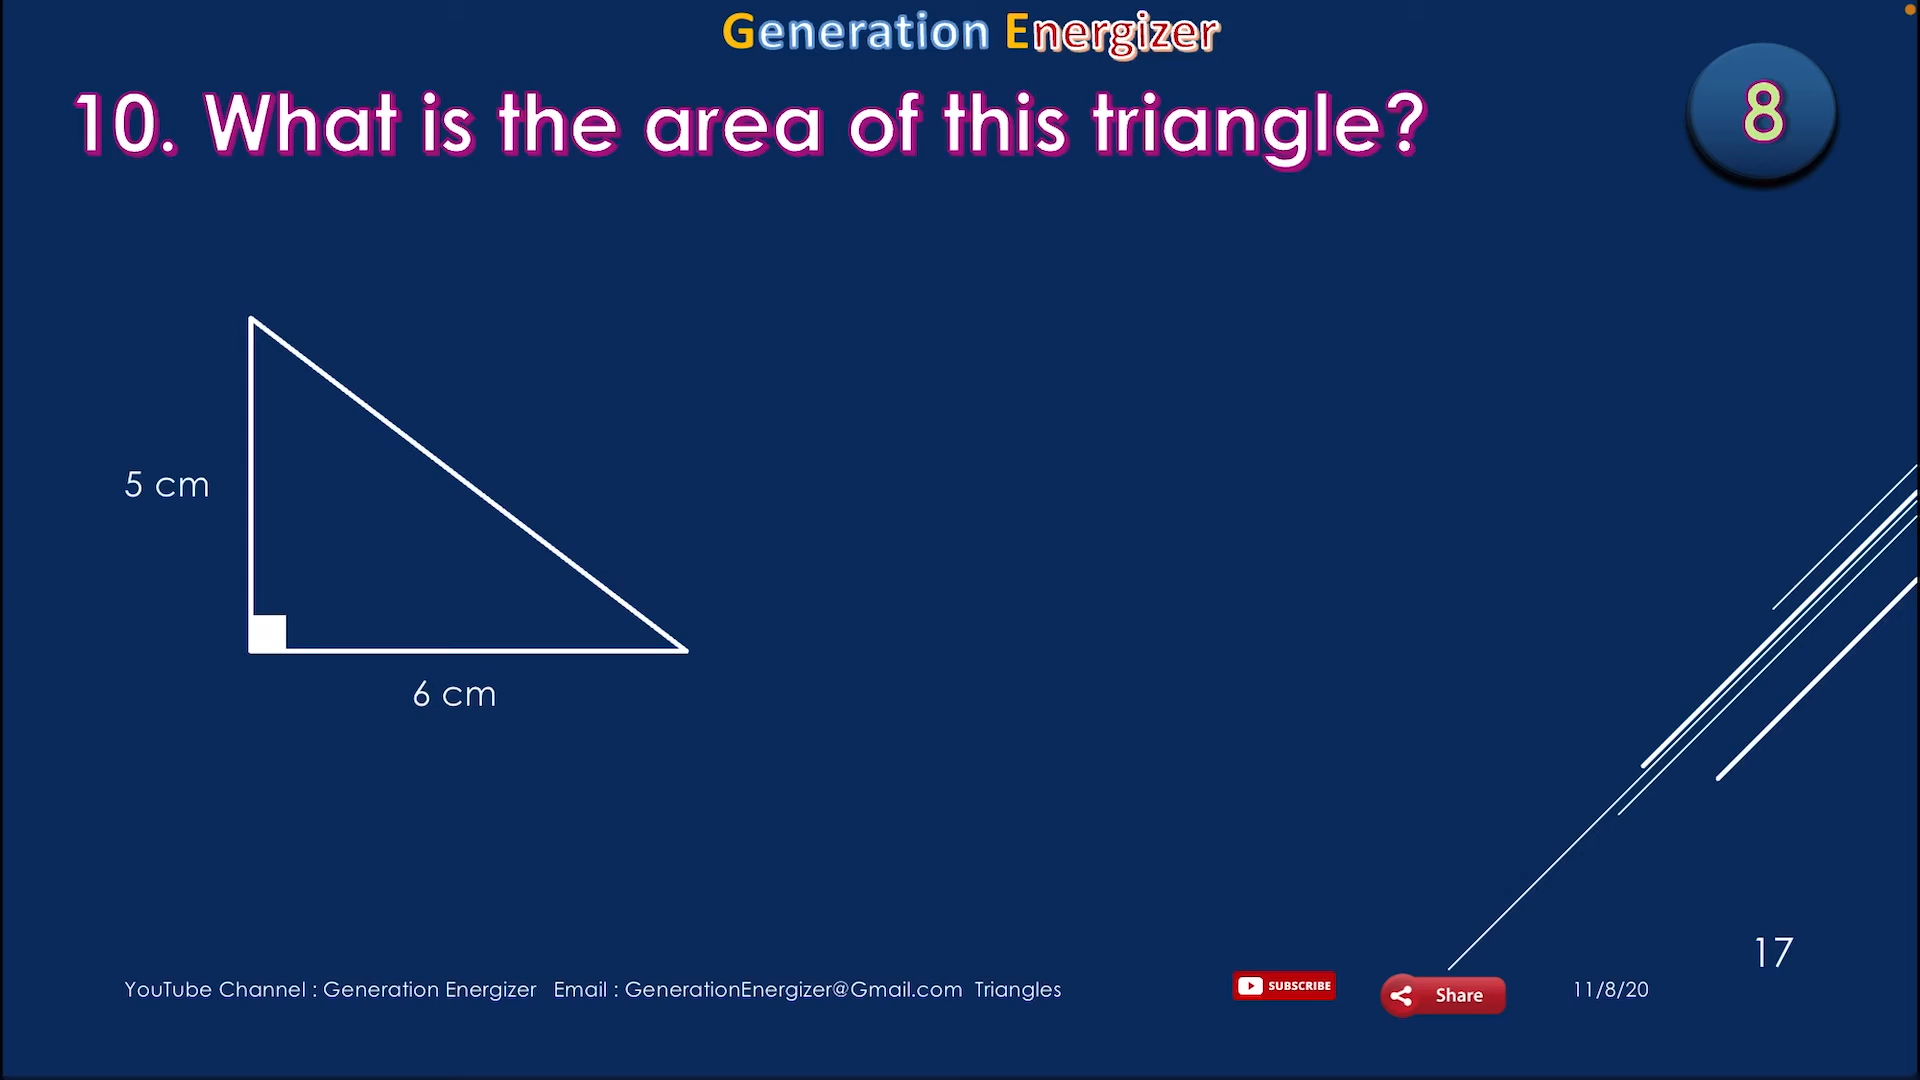 Generation Energizer
10. What is the area of this triangle?
8
5 cm
6 cm
17
YouTube Channel : Generation Energizer Email : GenerationEnergizer@Gmail.com Triangles
SUBSCRIBE
Share
11/8/20